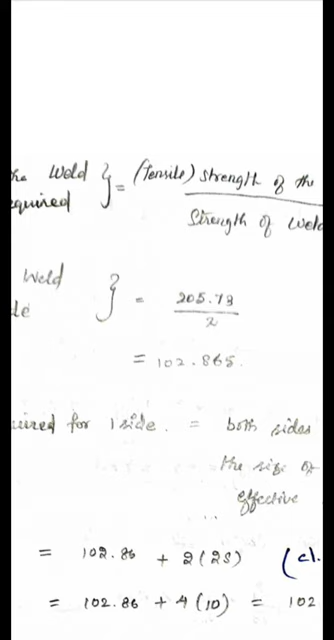 he Weld } = (Tensile) Strength of the
equired Strength of Weld
Weld } = 205.73
le 2
= 102.865.
uired for 1 side. = both sides
the size of
effective
...
= 102.86 + 2(2S) (cl.
= 102.86 + 4(10) = 102